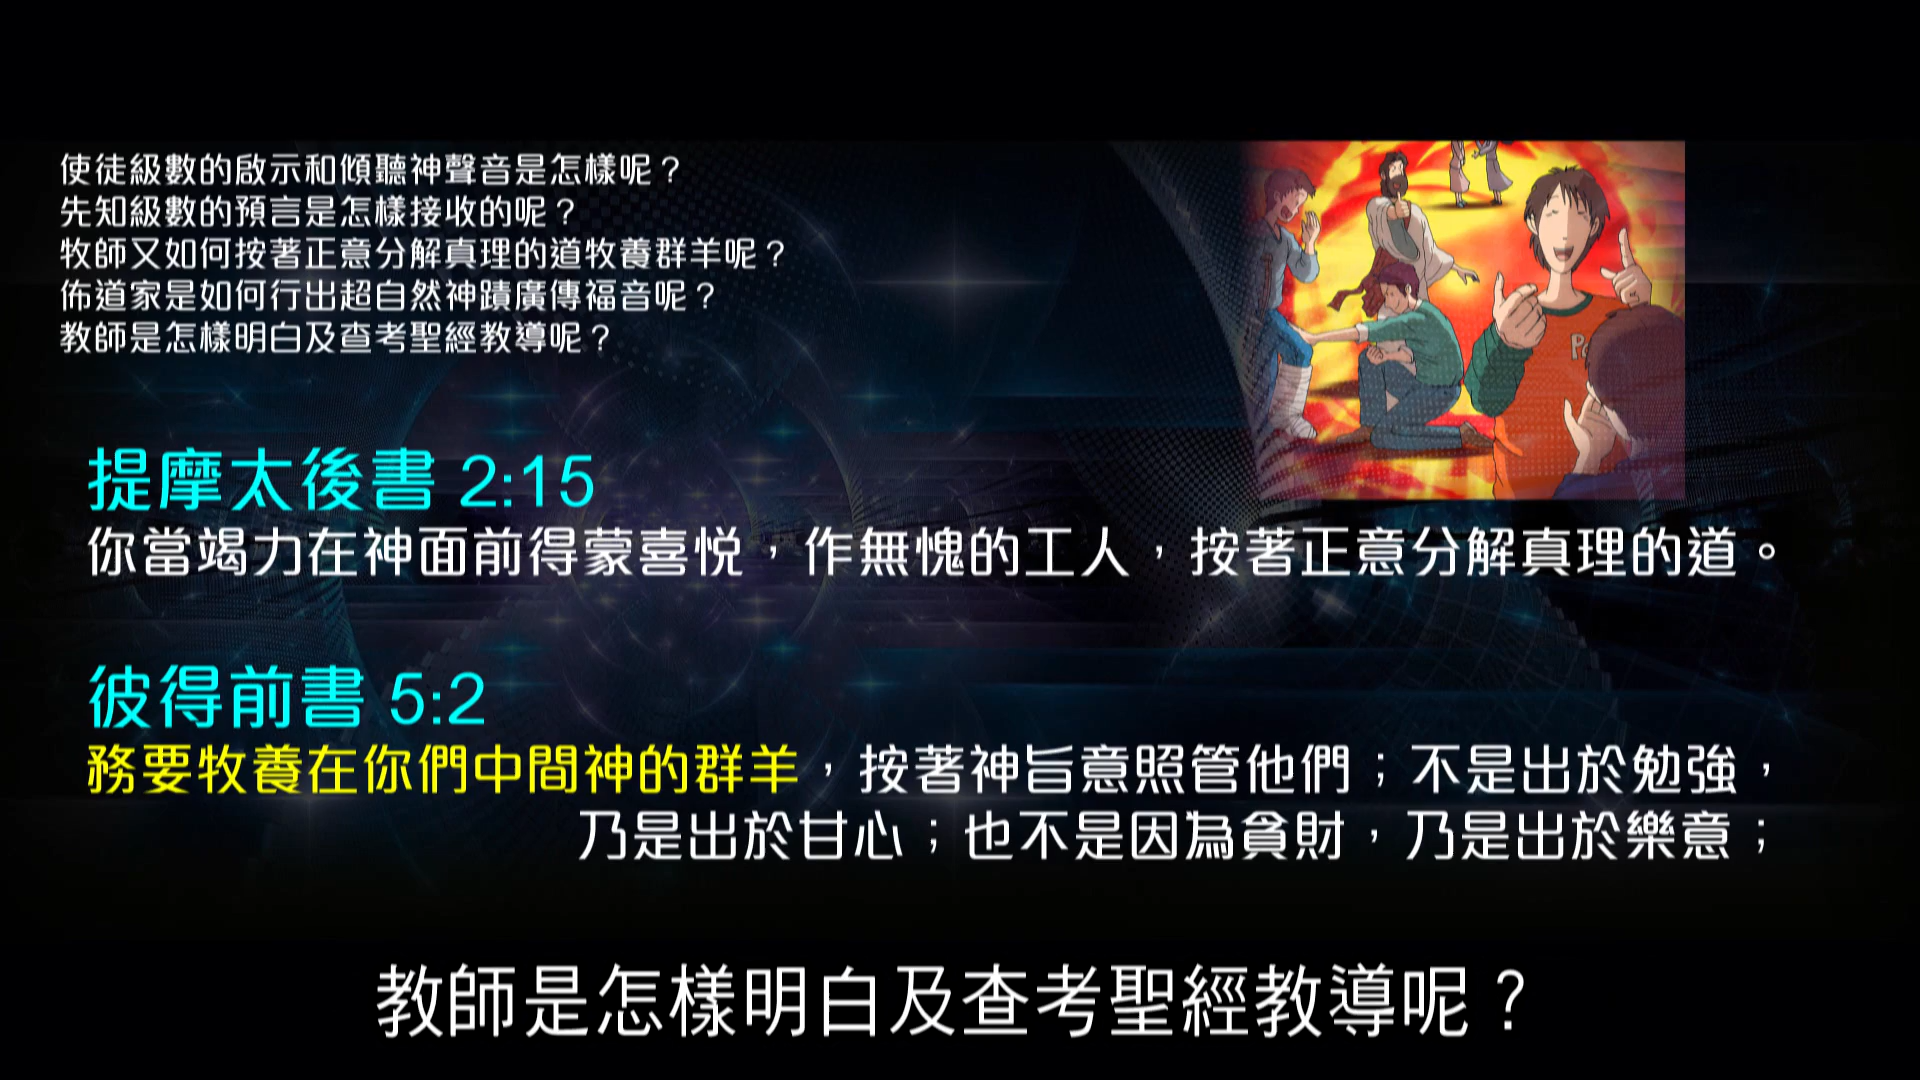 使徒級數的啟示和傾聽神聲音是怎樣呢？
先知級數的預言是怎樣接收的呢？
牧師又如何按著正意分解真理的道牧養群羊呢？
佈道家是如何行出超自然神蹟廣傳福音呢？
教師是怎樣明白及查考聖經教導呢？
提摩太後書 2:15
你當竭力在神面前得蒙喜悅，作無愧的工人，按著正意分解真理的道。
彼得前書 5:2
務要牧養在你們中間神的群羊，按著神旨意照管他們；不是出於勉強，
乃是出於甘心；也不是因為貪財，乃是出於樂意；
教師是怎樣明白及查考聖經教導呢？